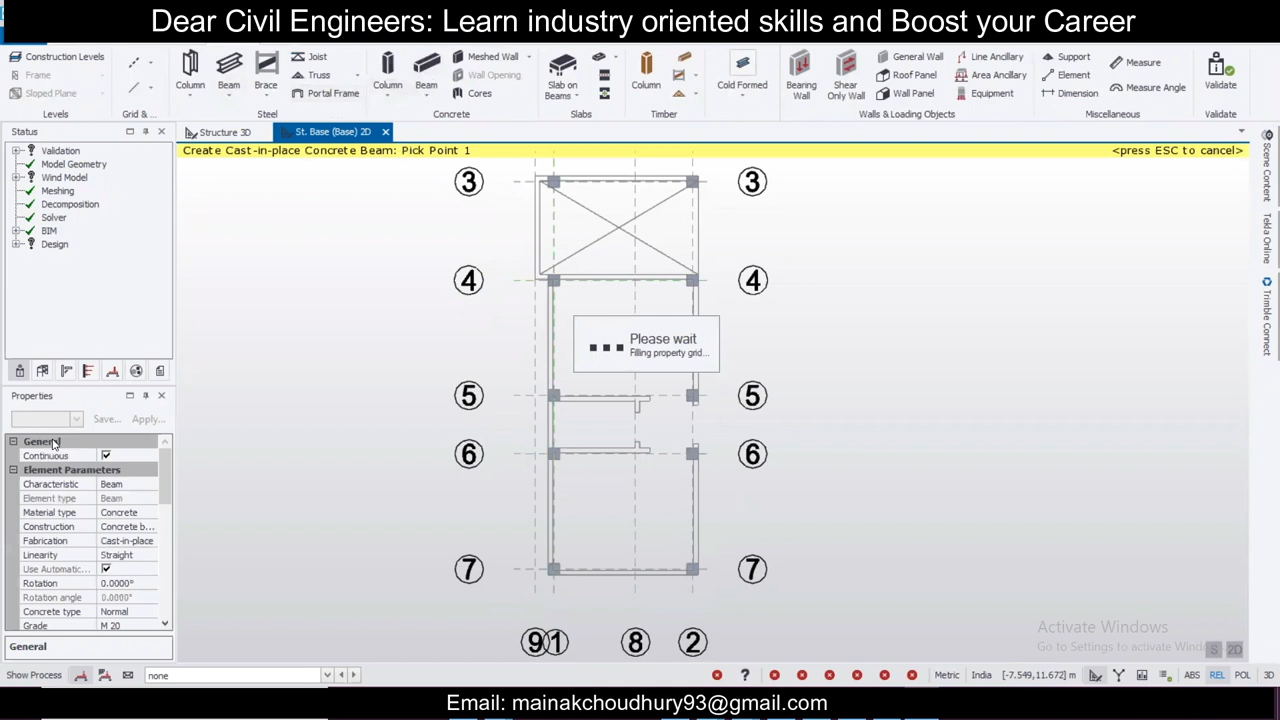 Dear Civil Engineers: Learn industry oriented skills and Boost your Career
Construction Levels
Frame
Sloped Plane
Levels
Grid & ...
Column
Beam
Brace
Joist
Truss
Portal Frame
Steel
Column
Beam
Meshed Wall
Wall Opening
Cores
Concrete
Slab on Beams
Slabs
Column
Timber
Cold Formed
Bearing Wall
Shear Only Wall
General Wall
Roof Panel
Wall Panel
Line Ancillary
Area Ancillary
Equipment
Walls & Loading Objects
Support
Element
Dimension
Measure
Measure Angle
Miscellaneous
Validate
Validate
Status
Structure 3D
St. Base (Base) 2D
Create Cast-in-place Concrete Beam: Pick Point 1
<press ESC to cancel>
Validation
Model Geometry
Wind Model
Meshing
Decomposition
Solver
BIM
Design
Scene Content
Tekla Online
Trimble Connect
3
3
4
4
5
5
6
6
7
7
9
1
8
2
Please wait
Filling property grid...
Properties
Save...
Apply...
General
Continuous
Element Parameters
Characteristic Beam
Element type Beam
Material type Concrete
Construction Concrete b...
Fabrication Cast-in-place
Linearity Straight
Use Automatic...
Rotation 0.0000°
Rotation angle 0.0000°
Concrete type Normal
Grade M 20
General
Activate Windows
Go to Settings to activate Wind
S
2D
Show Process
none
Metric
India
[-7.549,11.672] m
ABS
REL
POL
3D
Email: mainakchoudhury93@gmail.com